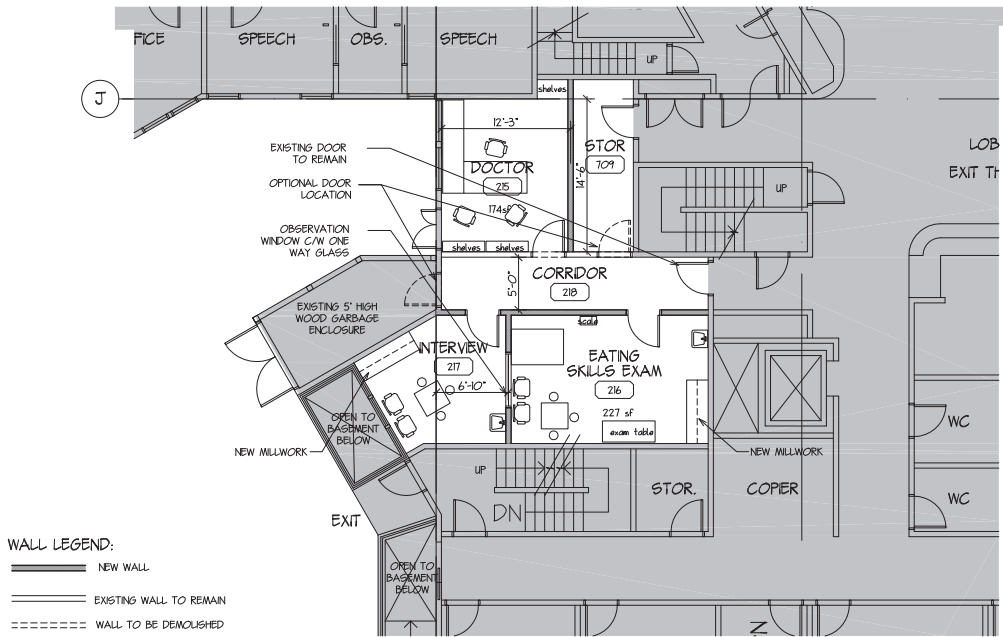 FICE
SPEECH
OBS.
SPEECH
UP
J
shelves
12'-3"
EXISTING DOOR
TO REMAIN
STOR
709
DOCTOR
215
14'-6"
LOB
EXIT TH
OPTIONAL DOOR
LOCATION
174sf
UP
OBSERVATION
WINDOW C/W ONE
WAY GLASS
shelves
shelves
CORRIDOR
218
5'-0"
EXISTING 5' HIGH
WOOD GARBAGE
ENCLOSURE
scale
INTERVIEW
217
6'-10"
EATING
SKILLS EXAM
216
227 sf
exam table
OPEN TO
BASEMENT
BELOW
NEW MILLWORK
NEW MILLWORK
WC
UP
DN
STOR.
COPIER
WC
EXIT
WALL LEGEND:
NEW WALL
EXISTING WALL TO REMAIN
WALL TO BE DEMOLISHED
OPEN TO
BASEMENT
BELOW